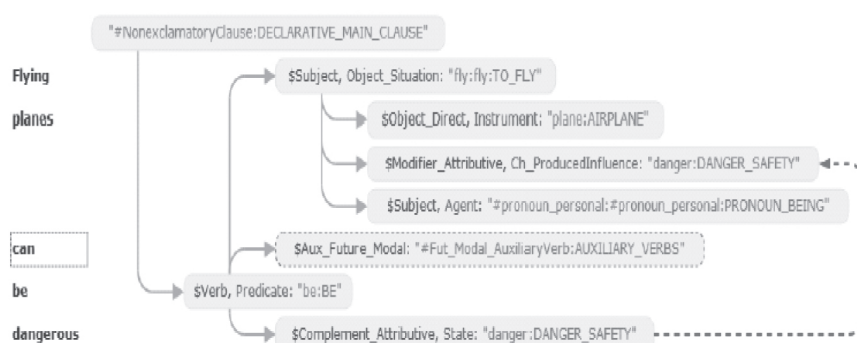 "#NonexclamatoryClause:DECLARATIVE_MAIN_CLAUSE"
Flying $Subject, Object_Situation: "fly:fly:TO_FLY"
planes $Object_Direct, Instrument: "plane:AIRPLANE"
$Modifier_Attributive, Ch_ProducedInfluence: "danger:DANGER_SAFETY"
$Subject, Agent: "#pronoun_personal:#pronoun_personal:PRONOUN_BEING"
can $Aux_Future_Modal: "#Fut_Modal_AuxiliaryVerb:AUXILIARY_VERBS"
be $Verb, Predicate: "be:BE"
dangerous $Complement_Attributive, State: "danger:DANGER_SAFETY"